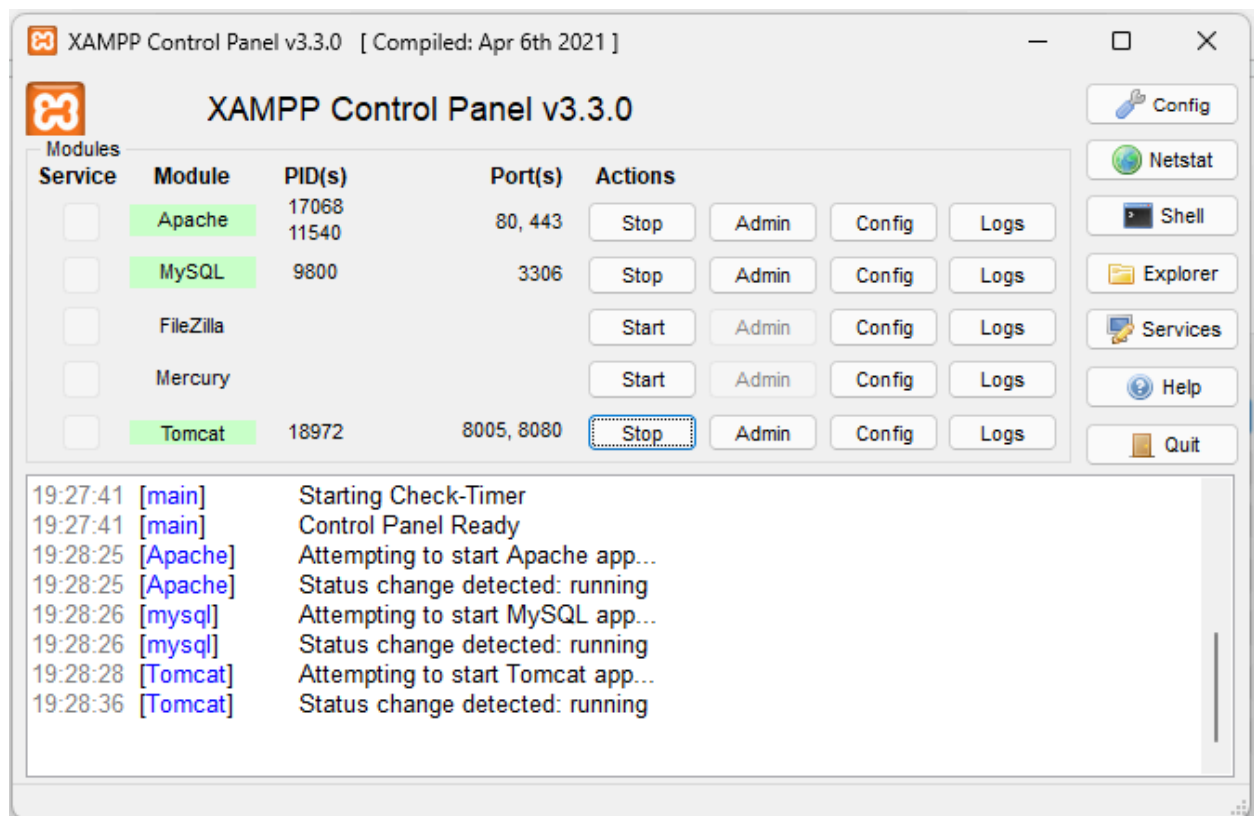 XAMPP Control Panel v3.3.0 [ Compiled: Apr 6th 2021 ]
XAMPP Control Panel v3.3.0
Config
Modules
Service Module PID(s) Port(s) Actions
Netstat
Apache 17068 11540 80, 443 Stop Admin Config Logs
Shell
MySQL 9800 3306 Stop Admin Config Logs
Explorer
FileZilla Start Admin Config Logs
Services
Mercury Start Admin Config Logs
Help
Tomcat 18972 8005, 8080 Stop Admin Config Logs
Quit
19:27:41 [main] Starting Check-Timer
19:27:41 [main] Control Panel Ready
19:28:25 [Apache] Attempting to start Apache app...
19:28:25 [Apache] Status change detected: running
19:28:26 [mysql] Attempting to start MySQL app...
19:28:26 [mysql] Status change detected: running
19:28:28 [Tomcat] Attempting to start Tomcat app...
19:28:36 [Tomcat] Status change detected: running